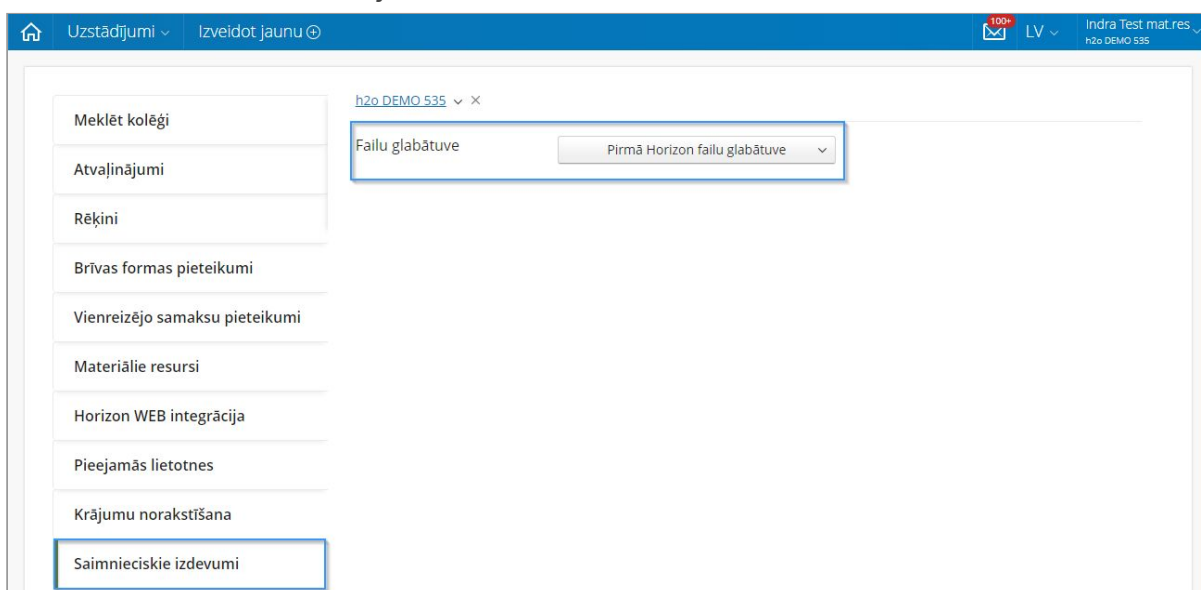 Uzstādījumi Izveidot jaunu
100+
LV
Indra Test mat.res
h2o DEMO 535
h2o DEMO 535
Meklēt kolēģi
Failu glabātuve
Pirmā Horizon failu glabātuve
Atvaļinājumi
Rēķini
Brīvas formas pieteikumi
Vienreizējo samaksu pieteikumi
Materiālie resursi
Horizon WEB integrācija
Pieejamās lietotnes
Krājumu norakstīšana
Saimnieciskie izdevumi